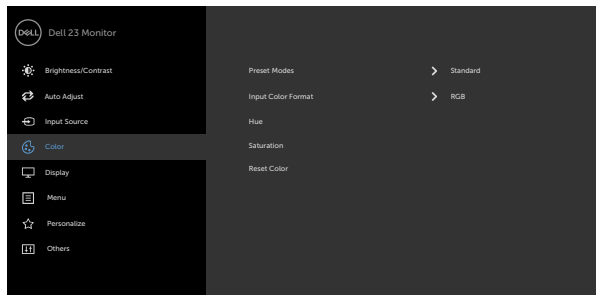 DELL Dell 23 Monitor
Brightness/Contrast
Auto Adjust
Input Source
Color
Display
Menu
Personalize
Others
Preset Modes Standard
Input Color Format RGB
Hue
Saturation
Reset Color